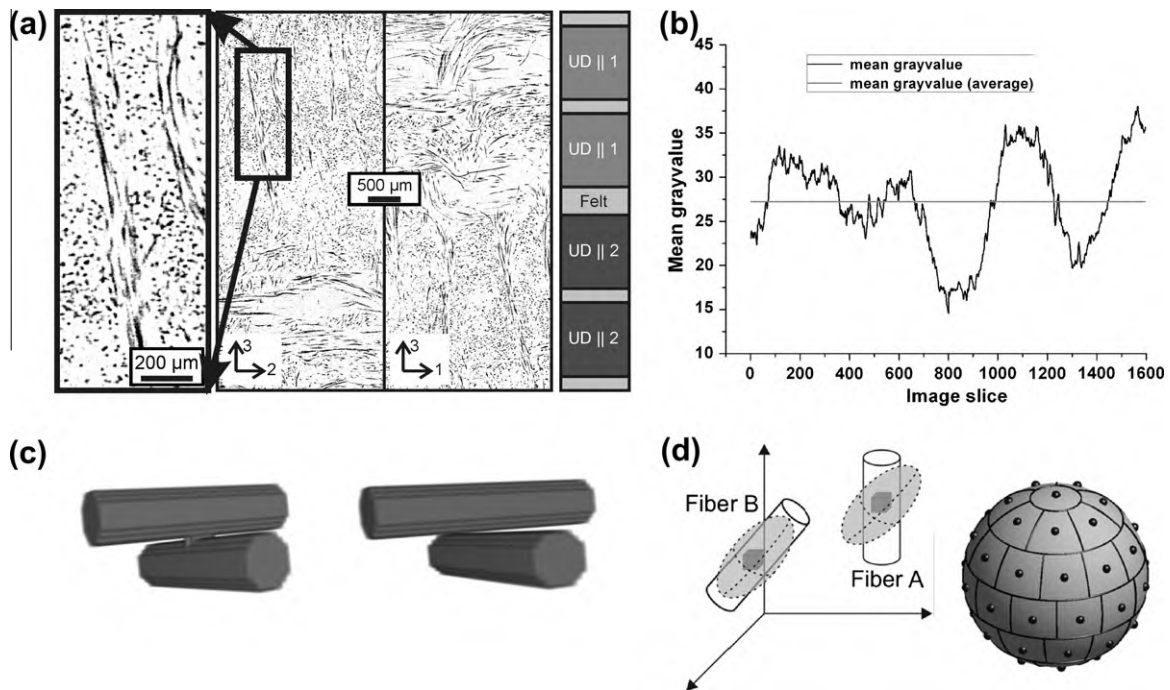 (a)
200 µm
500 µm
3
2
3
1
UD || 1
UD || 1
Felt
UD || 2
UD || 2
(b)
45
40
35
30
25
20
15
10
Mean grayvalue
mean grayvalue
mean grayvalue (average)
0 200 400 600 800 1000 1200 1400 1600
Image slice
(c)
(d)
Fiber B
Fiber A